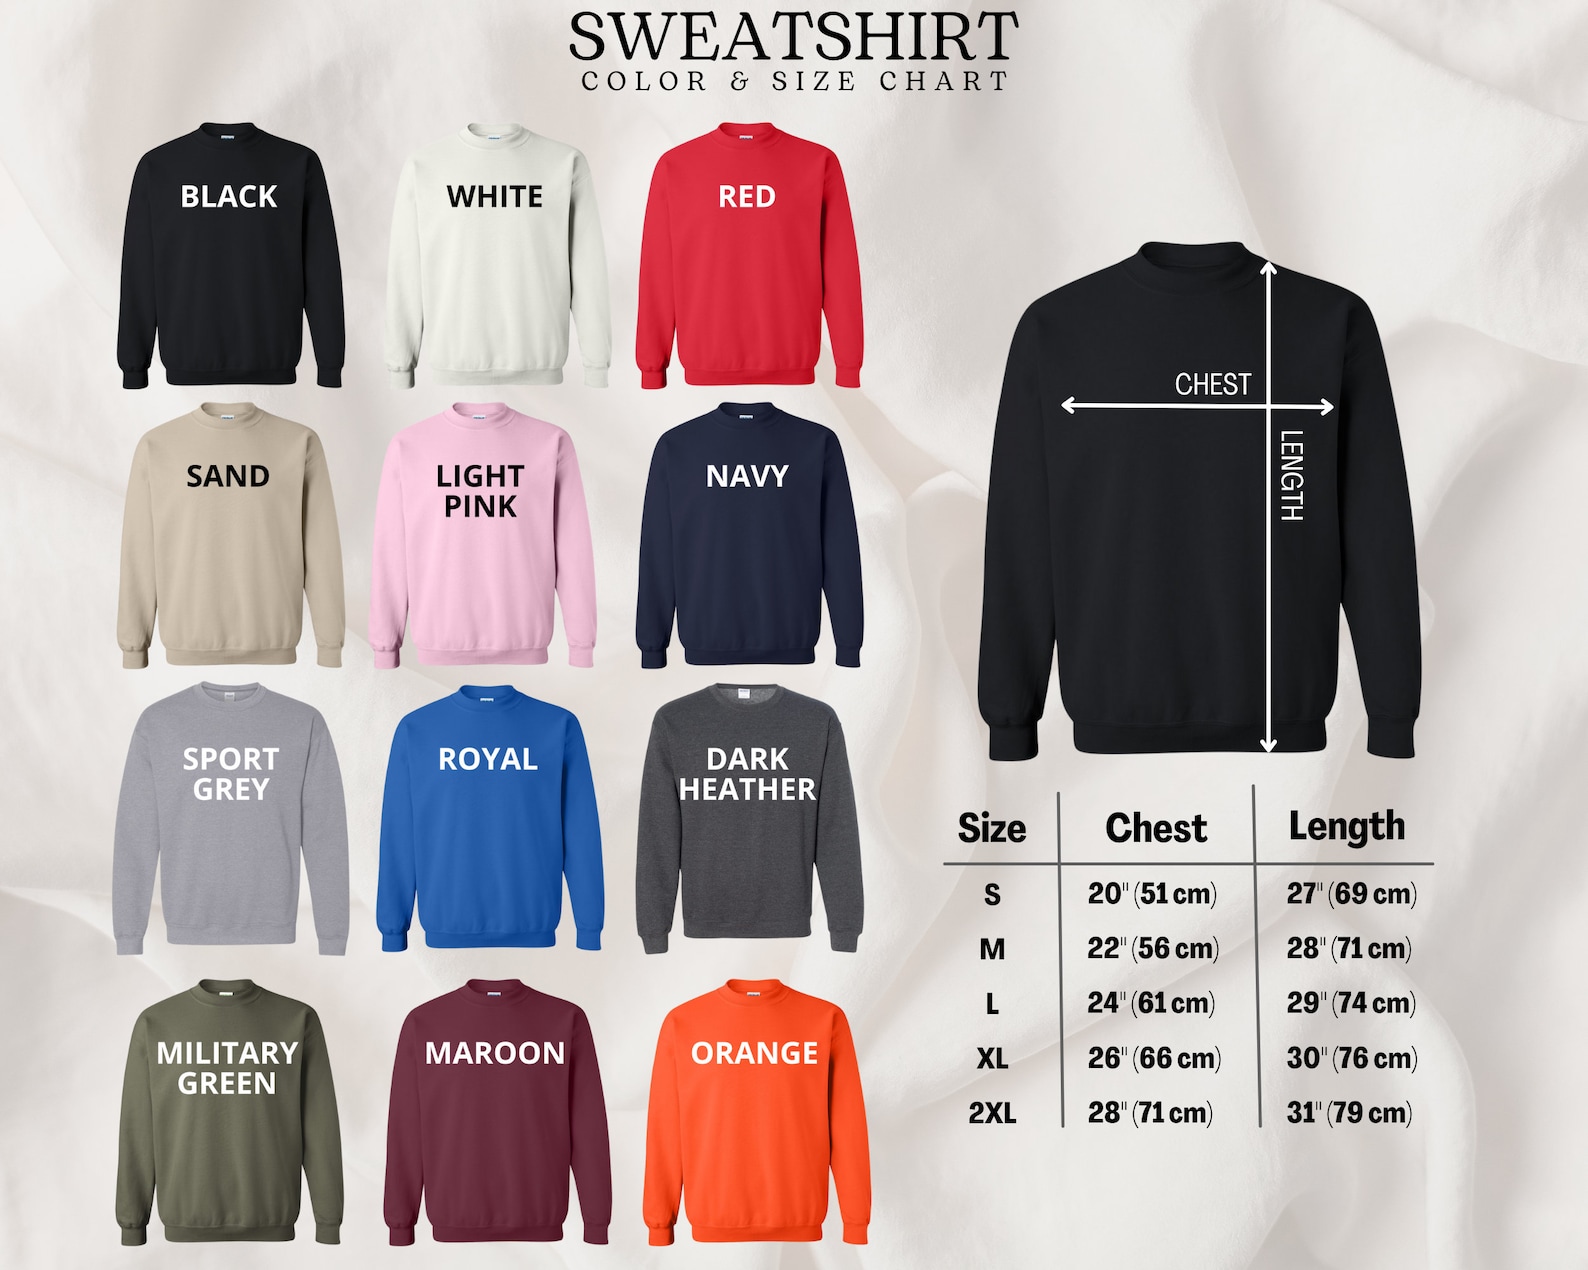 SWEATSHIRT
COLOR & SIZE CHART
BLACK
WHITE
RED
SAND
LIGHT
PINK
NAVY
SPORT
GREY
ROYAL
DARK
HEATHER
MILITARY
GREEN
MAROON
ORANGE
CHEST
LENGTH
Size Chest Length
S 20" (51 cm) 27" (69 cm)
M 22" (56 cm) 28" (71 cm)
L 24" (61 cm) 29" (74 cm)
XL 26" (66 cm) 30" (76 cm)
2XL 28" (71 cm) 31" (79 cm)